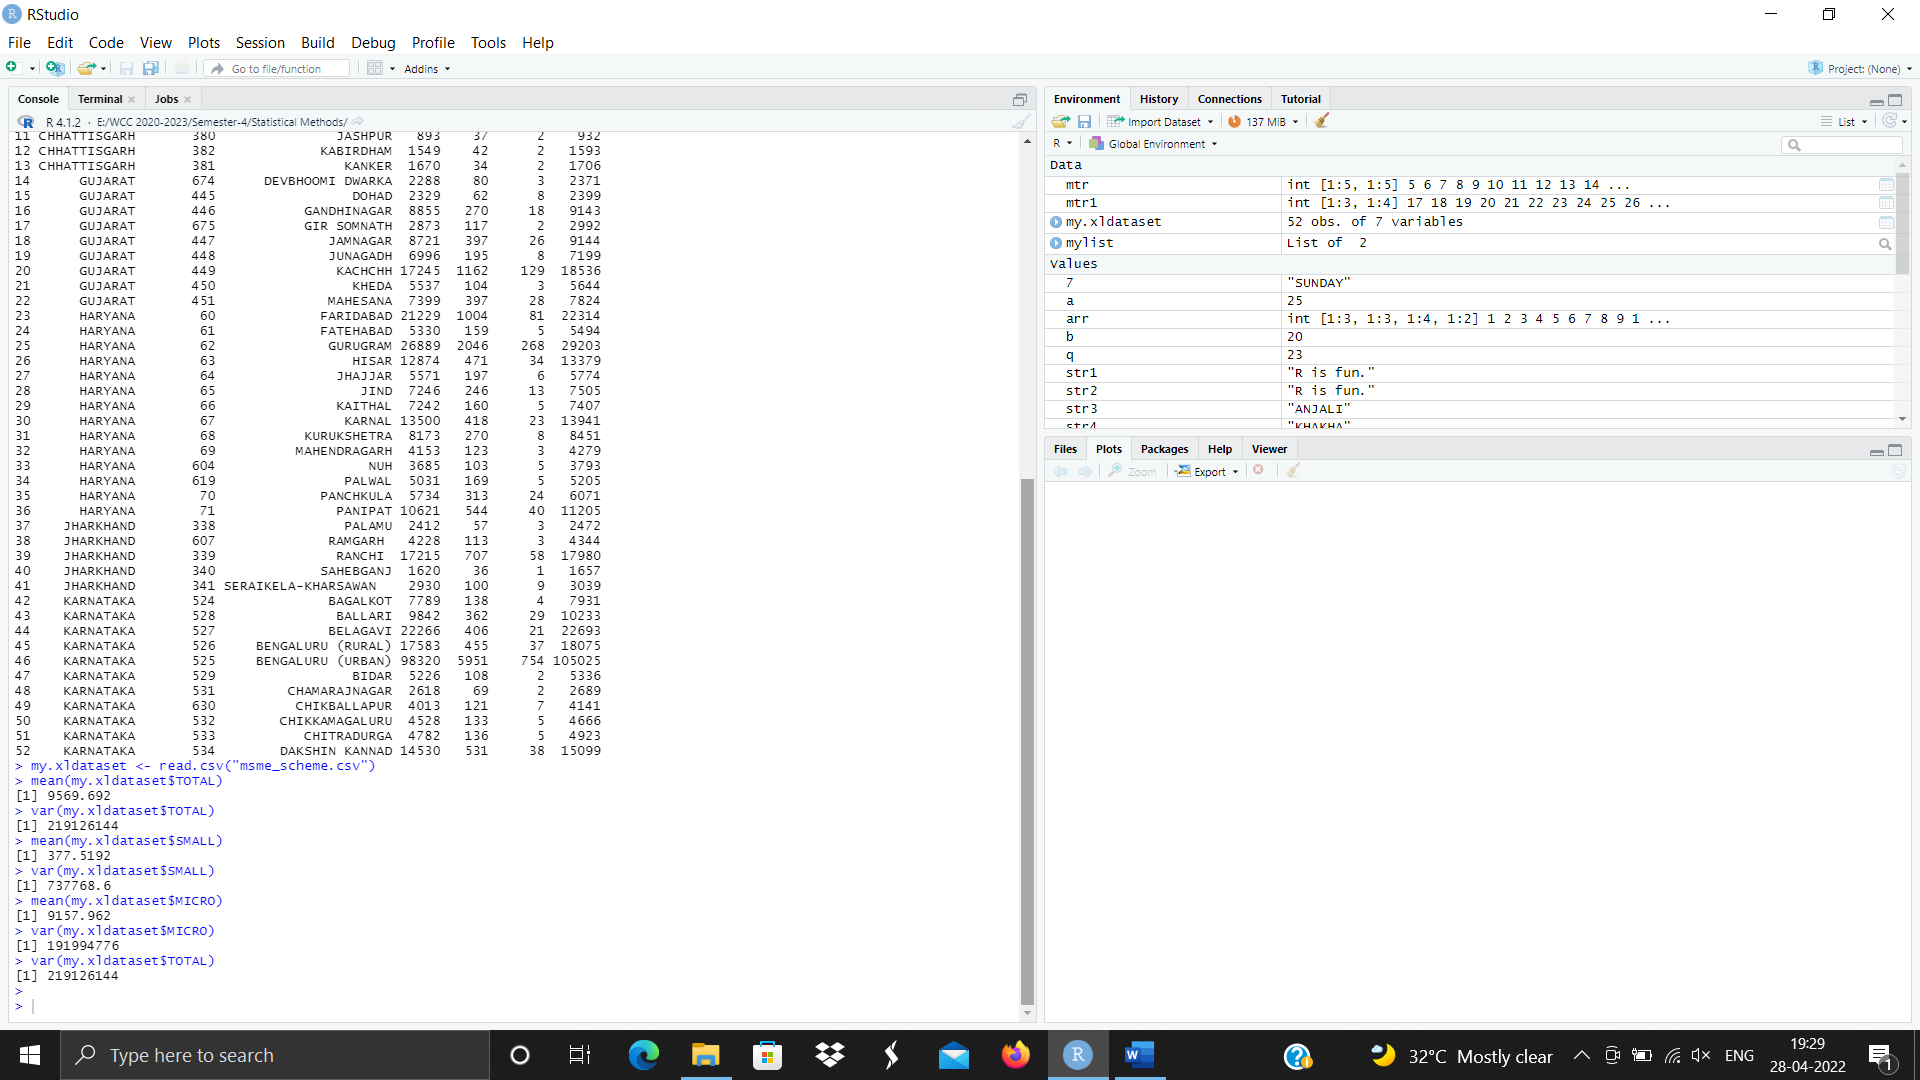 RStudio
File Edit Code View Plots Session Build Debug Profile Tools Help
Go to file/function Addins Project: (None)
Console Terminal Jobs
R 4.1.2 · E:/WCC 2020-2023/Semester-4/Statistical Methods/
11 CHHATTISGARH 380 JASHPUR 893 37 2 932
12 CHHATTISGARH 382 KABIRDHAM 1549 42 2 1593
13 CHHATTISGARH 381 KANKER 1670 34 2 1706
14 GUJARAT 674 DEVBHOOMI DWARKA 2288 80 3 2371
15 GUJARAT 445 DOHAD 2329 62 8 2399
16 GUJARAT 446 GANDHINAGAR 8855 270 18 9143
17 GUJARAT 675 GIR SOMNATH 2873 117 2 2992
18 GUJARAT 447 JAMNAGAR 8721 397 26 9144
19 GUJARAT 448 JUNAGADH 6996 195 8 7199
20 GUJARAT 449 KACHCHH 17245 1162 129 18536
21 GUJARAT 450 KHEDA 5537 104 3 5644
22 GUJARAT 451 MAHESANA 7399 397 28 7824
23 HARYANA 60 FARIDABAD 21229 1004 81 22314
24 HARYANA 61 FATEHABAD 5330 159 5 5494
25 HARYANA 62 GURUGRAM 26889 2046 268 29203
26 HARYANA 63 HISAR 12874 471 34 13379
27 HARYANA 64 JHAJJAR 5571 197 6 5774
28 HARYANA 65 JIND 7246 246 13 7505
29 HARYANA 66 KAITHAL 7242 160 5 7407
30 HARYANA 67 KARNAL 13500 418 23 13941
31 HARYANA 68 KURUKSHETRA 8173 270 8 8451
32 HARYANA 69 MAHENDRAGARH 4153 123 3 4279
33 HARYANA 604 NUH 3685 103 5 3793
34 HARYANA 619 PALWAL 5031 169 5 5205
35 HARYANA 70 PANCHKULA 5734 313 24 6071
36 HARYANA 71 PANIPAT 10621 544 40 11205
37 JHARKHAND 338 PALAMU 2412 57 3 2472
38 JHARKHAND 607 RAMGARH 4228 113 3 4344
39 JHARKHAND 339 RANCHI 17215 707 58 17980
40 JHARKHAND 340 SAHEBGANJ 1620 36 1 1657
41 JHARKHAND 341 SERAIKELA-KHARSAWAN 2930 100 9 3039
42 KARNATAKA 524 BAGALKOT 7789 138 4 7931
43 KARNATAKA 528 BALLARI 9842 362 29 10233
44 KARNATAKA 527 BELAGAVI 22266 406 21 22693
45 KARNATAKA 526 BENGALURU (RURAL) 17583 455 37 18075
46 KARNATAKA 525 BENGALURU (URBAN) 98320 5951 754 105025
47 KARNATAKA 529 BIDAR 5226 108 2 5336
48 KARNATAKA 531 CHAMARAJNAGAR 2618 69 2 2689
49 KARNATAKA 630 CHIKBALLAPUR 4013 121 7 4141
50 KARNATAKA 532 CHIKKAMAGALURU 4528 133 5 4666
51 KARNATAKA 533 CHITRADURGA 4782 136 5 4923
52 KARNATAKA 534 DAKSHIN KANNAD 14530 531 38 15099
> my.xldataset <- read.csv("msme_scheme.csv")
> mean(my.xldataset$TOTAL)
[1] 9569.692
> var(my.xldataset$TOTAL)
[1] 219126144
> mean(my.xldataset$SMALL)
[1] 377.5192
> var(my.xldataset$SMALL)
[1] 737768.6
> mean(my.xldataset$MICRO)
[1] 9157.962
> var(my.xldataset$MICRO)
[1] 191994776
> var(my.xldataset$TOTAL)
[1] 219126144
>
>
Environment History Connections Tutorial
Import Dataset 137 MiB List
R Global Environment
Data
mtr int [1:5, 1:5] 5 6 7 8 9 10 11 12 13 14 ...
mtr1 int [1:3, 1:4] 17 18 19 20 21 22 23 24 25 26 ...
my.xldataset 52 obs. of 7 variables
mylist List of 2
Values
7 "SUNDAY"
a 25
arr int [1:3, 1:3, 1:4, 1:2] 1 2 3 4 5 6 7 8 9 1 ...
b 20
q 23
str1 "R is fun."
str2 "R is fun."
str3 "ANJALI"
str4 "KHAKHA"
Files Plots Packages Help Viewer
Zoom Export
Type here to search
32°C Mostly clear ENG
19:29
28-04-2022
1